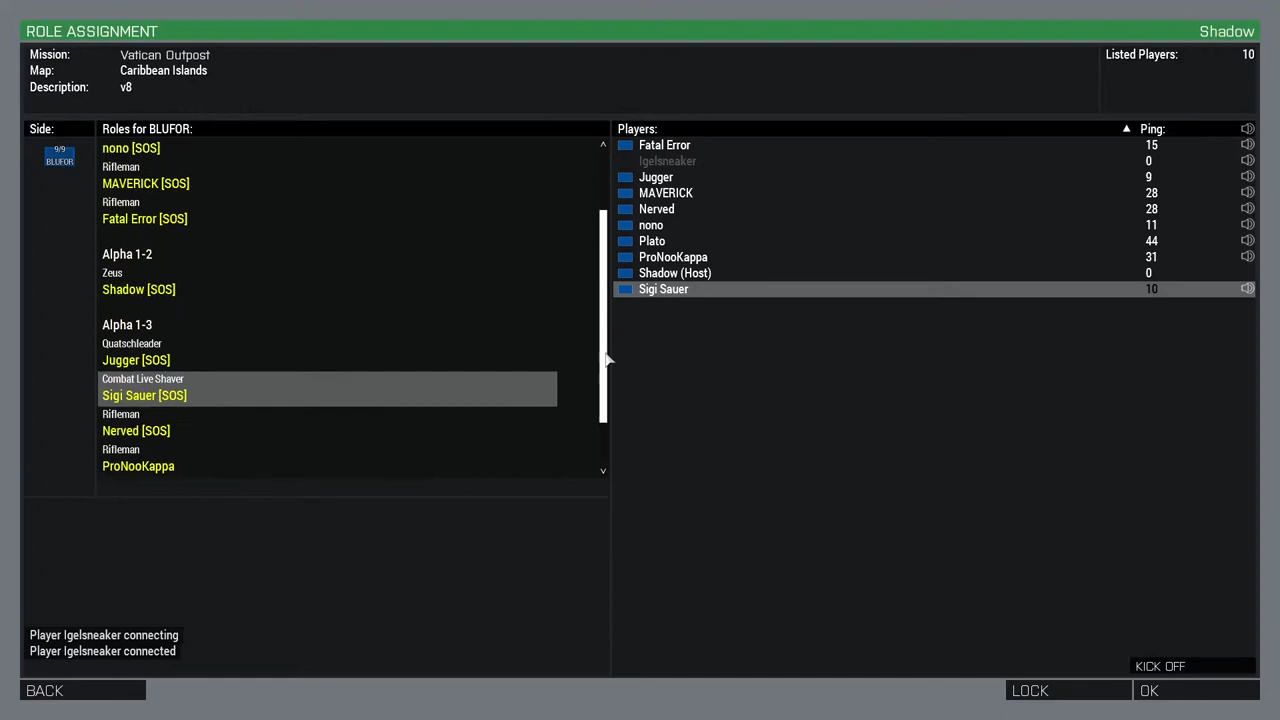 ROLE ASSIGNMENT Shadow
Mission: Vatican Outpost Listed Players: 10
Map: Caribbean Islands
Description: v8
Side: Roles for BLUFOR: Players: ▲ Ping:
9/9
BLUFOR
nono [SOS]
Rifleman
MAVERICK [SOS]
Rifleman
Fatal Error [SOS]
Alpha 1-2
Zeus
Shadow [SOS]
Alpha 1-3
Quatschleader
Jugger [SOS]
Combat Live Shaver
Sigi Sauer [SOS]
Rifleman
Nerved [SOS]
Rifleman
ProNooKappa
Fatal Error 15
Igelsneaker 0
Jugger 9
MAVERICK 28
Nerved 28
nono 11
Plato 44
ProNooKappa 31
Shadow (Host) 0
Sigi Sauer 10
Player Igelsneaker connecting
Player Igelsneaker connected
KICK OFF
BACK LOCK OK